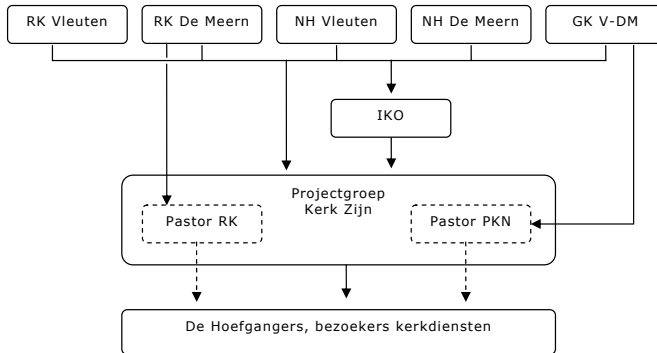 RK Vleuten
RK De Meern
NH Vleuten
NH De Meern
GK V-DM
IKO
Projectgroep
Kerk Zijn
Pastor RK
Pastor PKN
De Hoefgangers, bezoekers kerkdiensten